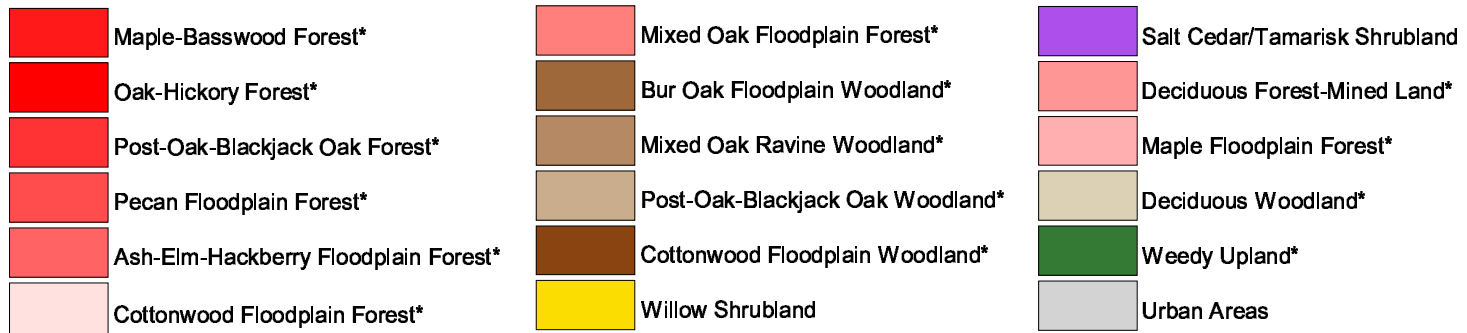 Maple-Basswood Forest*
Oak-Hickory Forest*
Post-Oak-Blackjack Oak Forest*
Pecan Floodplain Forest*
Ash-Elm-Hackberry Floodplain Forest*
Cottonwood Floodplain Forest*
Mixed Oak Floodplain Forest*
Bur Oak Floodplain Woodland*
Mixed Oak Ravine Woodland*
Post-Oak-Blackjack Oak Woodland*
Cottonwood Floodplain Woodland*
Willow Shrubland
Salt Cedar/Tamarisk Shrubland
Deciduous Forest-Mined Land*
Maple Floodplain Forest*
Deciduous Woodland*
Weedy Upland*
Urban Areas